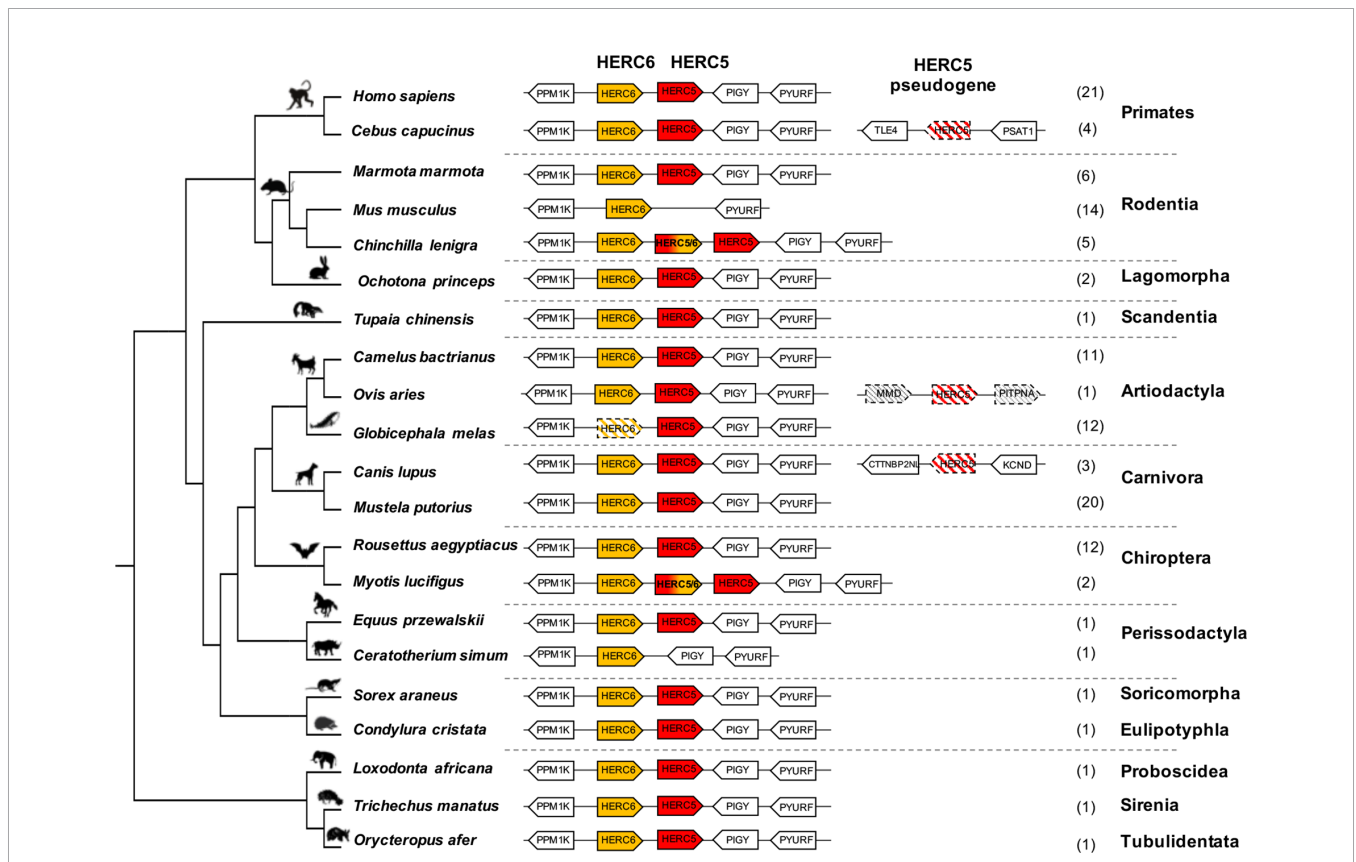 HERC6 HERC5 HERC5
pseudogene
Homo sapiens PPM1K HERC6 HERC5 PIGY PYURF (21)
Primates
Cebus capucinus PPM1K HERC6 HERC5 PIGY PYURF TLE4 HERC5 PSAT1 (4)
Marmota marmota PPM1K HERC6 HERC5 PIGY PYURF (6)
Mus musculus PPM1K HERC6 PYURF (14) Rodentia
Chinchilla lenigra PPM1K HERC6 HERC5/6 HERC5 PIGY PYURF (5)
Ochotona princeps PPM1K HERC6 HERC5 PIGY PYURF (2) Lagomorpha
Tupaia chinensis PPM1K HERC6 HERC5 PIGY PYURF (1) Scandentia
Camelus bactrianus PPM1K HERC6 HERC5 PIGY PYURF (11)
Ovis aries PPM1K HERC6 HERC5 PIGY PYURF MMD HERC5 PITPNA (1) Artiodactyla
Globicephala melas PPM1K HERC6 HERC5 PIGY PYURF (12)
Canis lupus PPM1K HERC6 HERC5 PIGY PYURF CTTNBP2NL HERC5 KCND (3)
Carnivora
Mustela putorius PPM1K HERC6 HERC5 PIGY PYURF (20)
Rousettus aegyptiacus PPM1K HERC6 HERC5 PIGY PYURF (12)
Chiroptera
Myotis lucifigus PPM1K HERC6 HERC5/6 HERC5 PIGY PYURF (2)
Equus przewalskii PPM1K HERC6 HERC5 PIGY PYURF (1)
Perissodactyla
Ceratotherium simum PPM1K HERC6 PIGY PYURF (1)
Sorex araneus PPM1K HERC6 HERC5 PIGY PYURF (1) Soricomorpha
Condylura cristata PPM1K HERC6 HERC5 PIGY PYURF (1) Eulipotyphla
Loxodonta africana PPM1K HERC6 HERC5 PIGY PYURF (1) Proboscidea
Trichechus manatus PPM1K HERC6 HERC5 PIGY PYURF (1) Sirenia
Orycteropus afer PPM1K HERC6 HERC5 PIGY PYURF (1) Tubulidentata